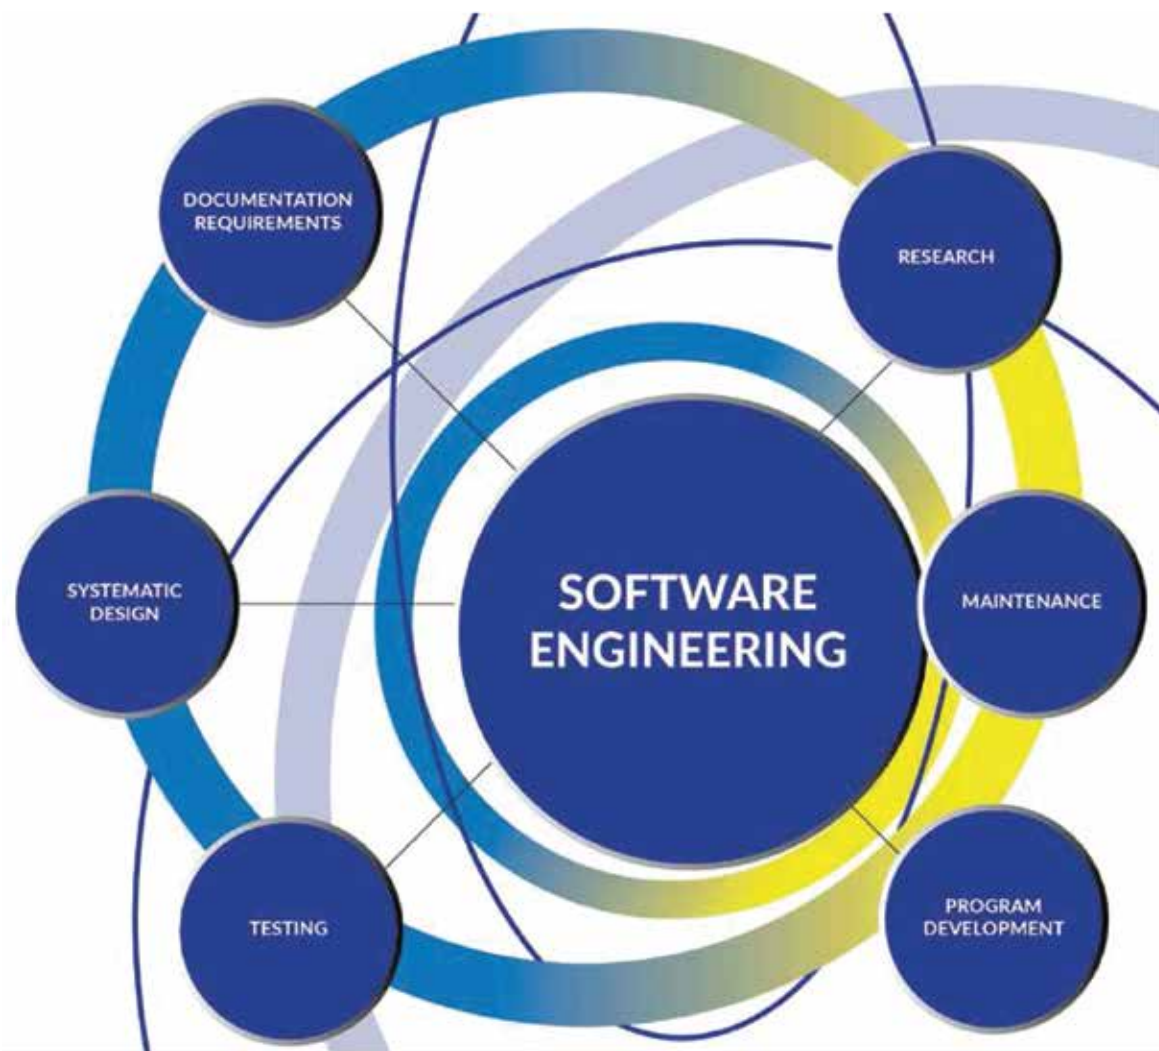 DOCUMENTATION
REQUIREMENTS
RESEARCH
SYSTEMATIC
DESIGN
SOFTWARE
ENGINEERING
MAINTENANCE
TESTING
PROGRAM
DEVELOPMENT